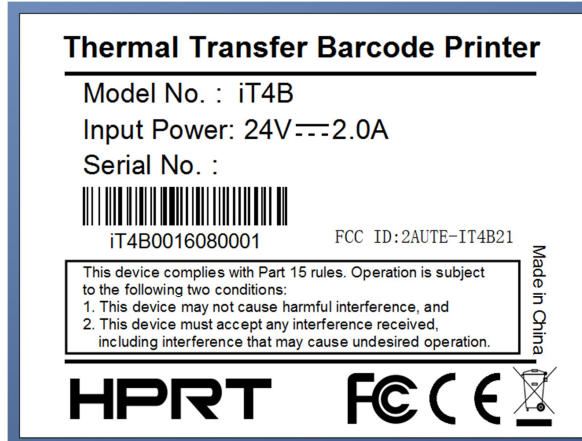 Thermal Transfer Barcode Printer
Model No. : iT4B
Input Power: 24V⎓2.0A
Serial No. :
iT4B0016080001
FCC ID:2AUTE-IT4B21
Made in China
This device complies with Part 15 rules. Operation is subject
to the following two conditions:
1. This device may not cause harmful interference, and
2. This device must accept any interference received,
including interference that may cause undesired operation.
HPRT
FC CE